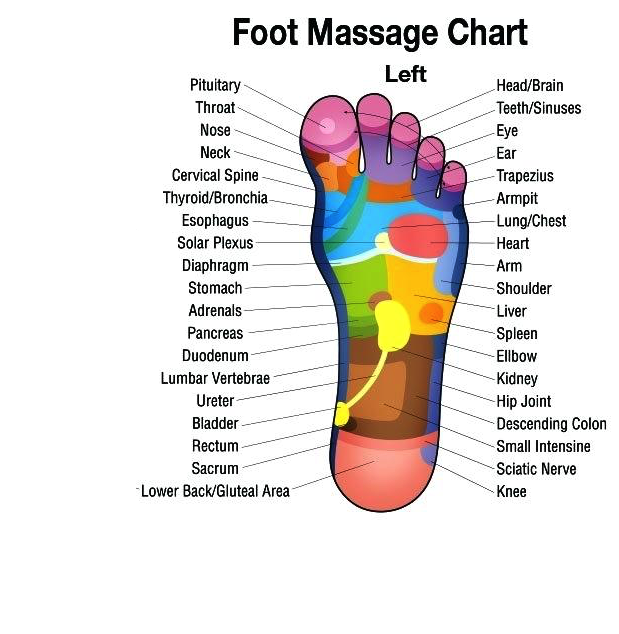 Foot Massage Chart
Left
Pituitary
Throat
Nose
Neck
Cervical Spine
Thyroid/Bronchia
Esophagus
Solar Plexus
Diaphragm
Stomach
Adrenals
Pancreas
Duodenum
Lumbar Vertebrae
Ureter
Bladder
Rectum
Sacrum
Lower Back/Gluteal Area
Head/Brain
Teeth/Sinuses
Eye
Ear
Trapezius
Armpit
Lung/Chest
Heart
Arm
Shoulder
Liver
Spleen
Ellbow
Kidney
Hip Joint
Descending Colon
Small Intensine
Sciatic Nerve
Knee